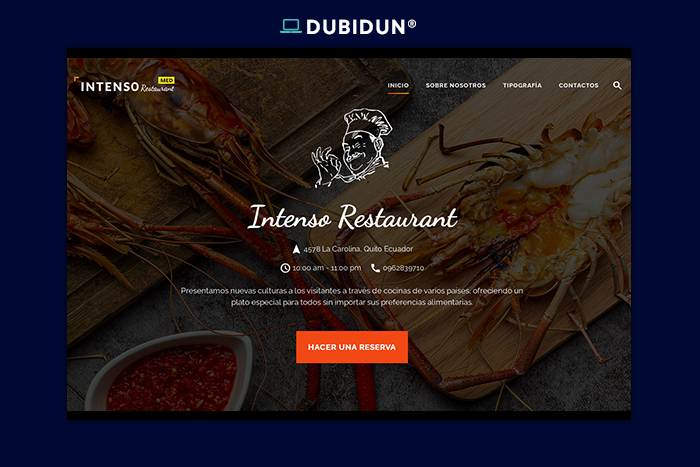 DUBIDUN®
INTENSO Restaurant MED
INICIO SOBRE NOSOTROS TIPOGRAFÍA CONTACTOS
Intenso Restaurant
4578 La Carolina, Quito Ecuador
10:00 am - 11:00 pm 0962839710
Presentamos nuevas culturas a los visitantes a través de cocinas de varios países, ofreciendo un
plato especial para todos sin importar sus preferencias alimentarias.
HACER UNA RESERVA